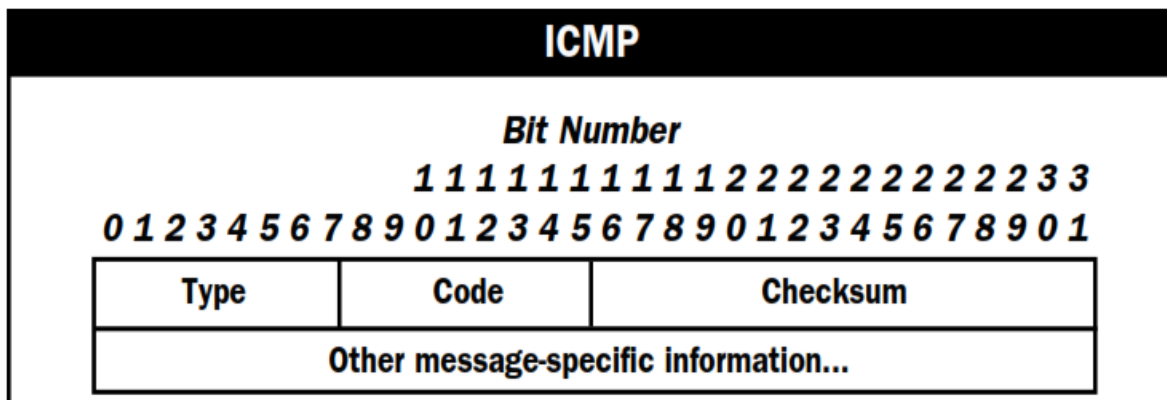 ICMP
Bit Number
1 1 1 1 1 1 1 1 1 1 2 2 2 2 2 2 2 2 2 2 3 3
0 1 2 3 4 5 6 7 8 9 0 1 2 3 4 5 6 7 8 9 0 1 2 3 4 5 6 7 8 9 0 1
Type Code Checksum
Other message-specific information...